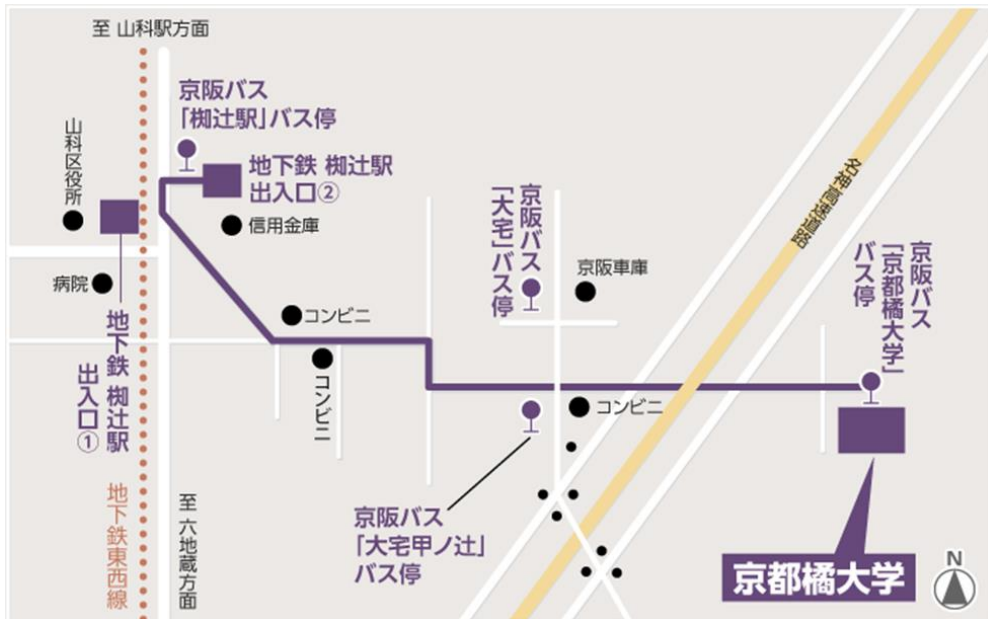 至 山科駅方面
京阪バス
「椥辻駅」バス停
地下鉄 椥辻駅
出入口②
山科区役所
信用金庫
病院
地下鉄 椥辻駅
出入口①
コンビニ
コンビニ
京阪バス
「大宅」バス停
京阪車庫
名神高速道路
京阪バス
「京都橘大学」
バス停
コンビニ
京阪バス
「大宅甲ノ辻」
バス停
地下鉄東西線
至 六地蔵方面
京都橘大学
N